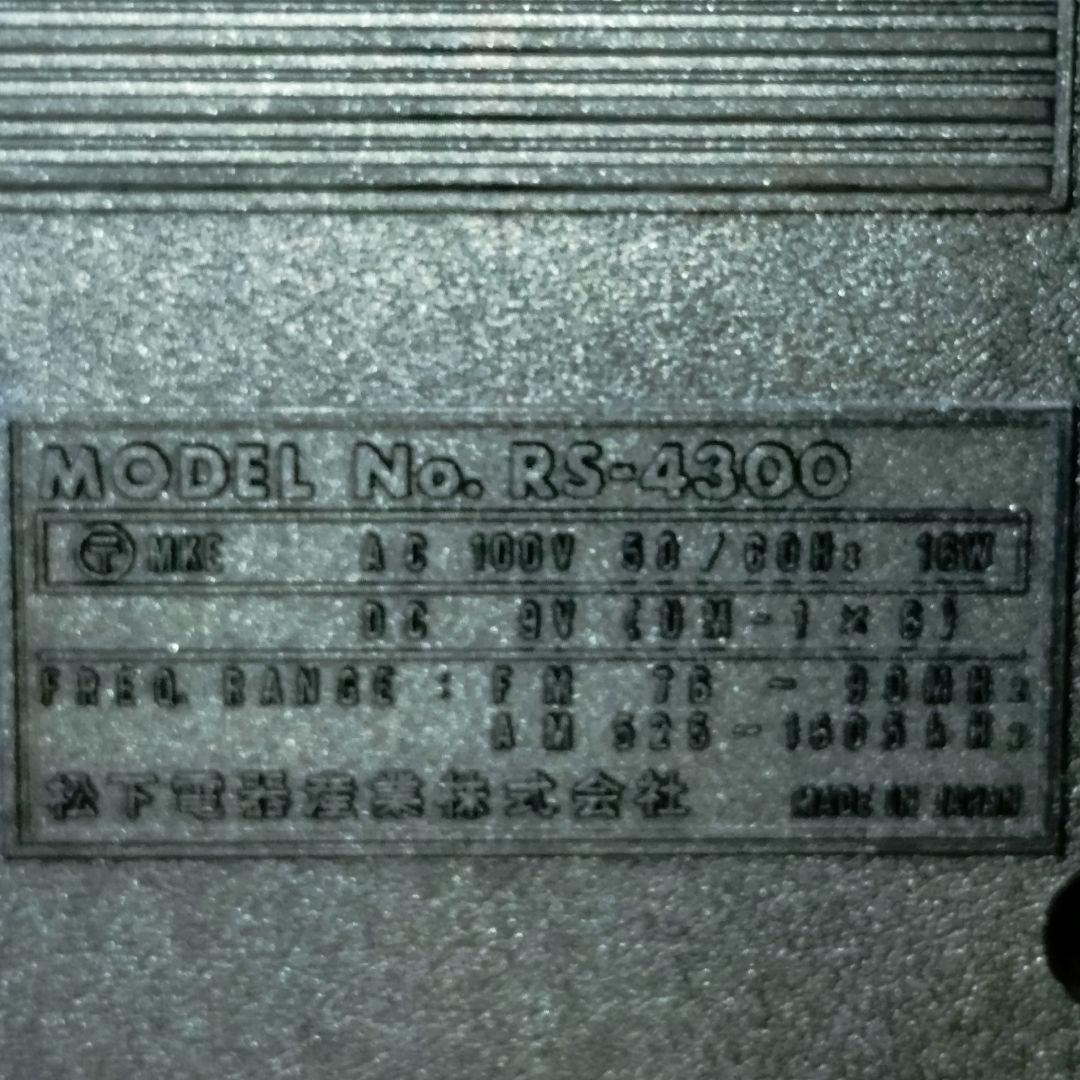 MODEL No. RS-4300
〒 MKE AC 100V 50/60Hz 16W
DC 9V (UM-1×6)
FREQ. RANGE : FM 76 - 90MHz
AM 525-1605kHz
松下電器産業株式会社 MADE IN JAPAN